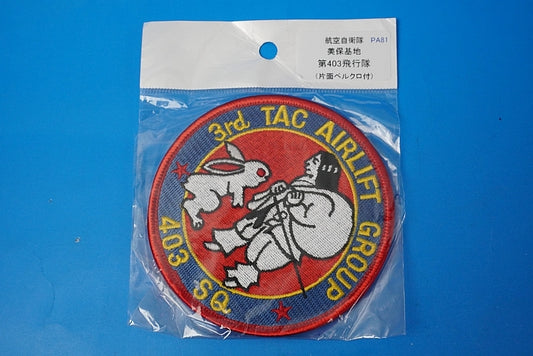 航空自衛隊 PA81
美保基地
第403飛行隊
(片面ベルクロ付)
3rd TAC AIRLIFT GROUP
403 SQ